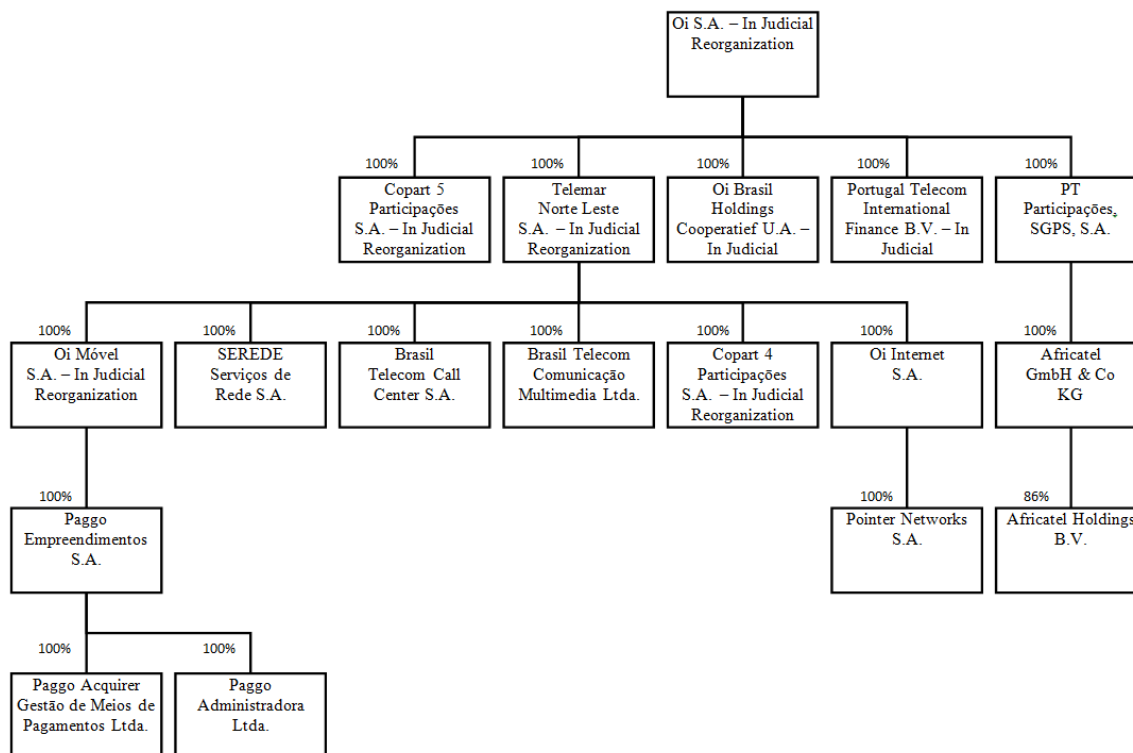 Oi S.A. – In Judicial
Reorganization
100%
100%
100%
100%
100%
Copart 5
Participações
S.A. – In Judicial
Reorganization
Telemar
Norte Leste
S.A. – In Judicial
Reorganization
Oi Brasil
Holdings
Cooperatief U.A. –
In Judicial
Portugal Telecom
International
Finance B.V. – In
Judicial
PT
Participações,
SGPS, S.A.
100%
100%
100%
100%
100%
100%
100%
Oi Móvel
S.A. – In Judicial
Reorganization
SEREDE
Serviços de
Rede S.A.
Brasil
Telecom Call
Center S.A.
Brasil Telecom
Comunicação
Multimedia Ltda.
Copart 4
Participações
S.A. – In Judicial
Reorganization
Oi Internet
S.A.
Africatel
GmbH & Co
KG
100%
100%
86%
Paggo
Empreendimentos
S.A.
Pointer Networks
S.A.
Africatel Holdings
B.V.
100%
100%
Paggo Acquirer
Gestão de Meios de
Pagamentos Ltda.
Paggo
Administradora
Ltda.